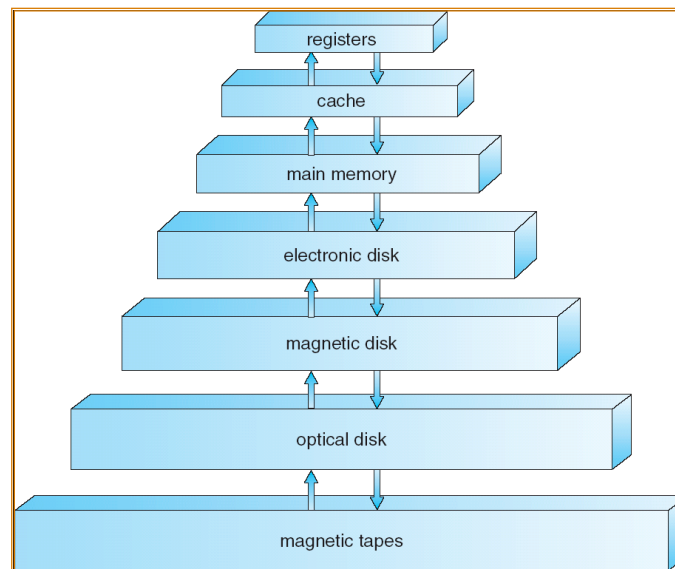 registers
cache
main memory
electronic disk
magnetic disk
optical disk
magnetic tapes